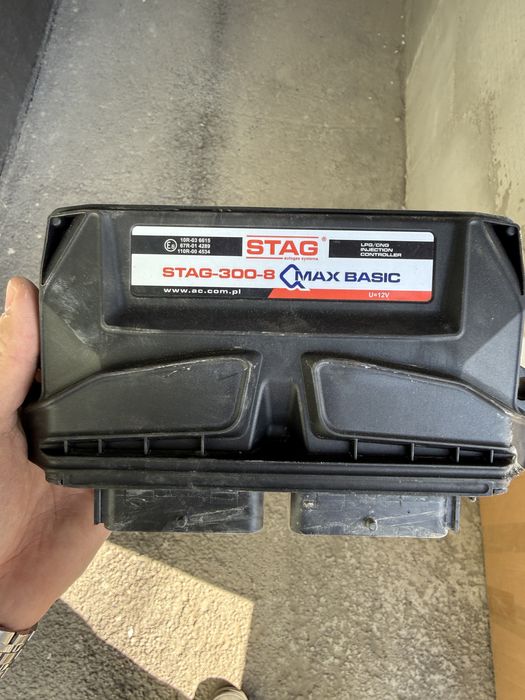 E8
10R-03 6615
67R-01 4289
110R-00 4534
STAG®
autogas systems
LPG/CNG
INJECTION
CONTROLLER
STAG-300-8 QMAX BASIC
www.ac.com.pl
U=12V